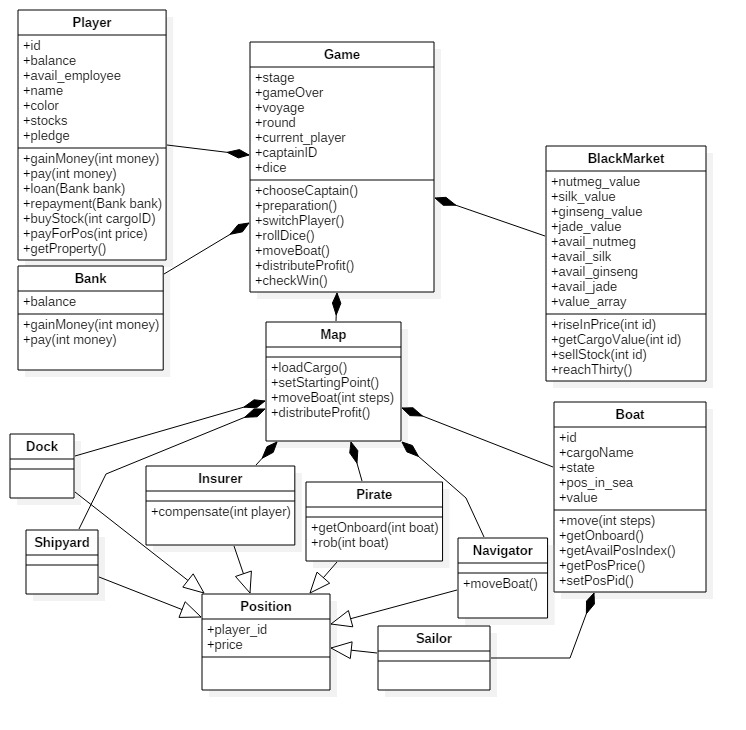 Player
+id
+balance
+avail_employee
+name
+color
+stocks
+pledge
+gainMoney(int money)
+pay(int money)
+loan(Bank bank)
+repayment(Bank bank)
+buyStock(int cargoID)
+payForPos(int price)
+getProperty()
Game
+stage
+gameOver
+voyage
+round
+current_player
+captainID
+dice
+chooseCaptain()
+preparation()
+switchPlayer()
+rollDice()
+moveBoat()
+distributeProfit()
+checkWin()
BlackMarket
+nutmeg_value
+silk_value
+ginseng_value
+jade_value
+avail_nutmeg
+avail_silk
+avail_ginseng
+avail_jade
+value_array
+riseInPrice(int id)
+getCargoValue(int id)
+sellStock(int id)
+reachThirty()
Bank
+balance
+gainMoney(int money)
+pay(int money)
Map
+loadCargo()
+setStartingPoint()
+moveBoat(int steps)
+distributeProfit()
Boat
+id
+cargoName
+state
+pos_in_sea
+value
+move(int steps)
+getOnboard()
+getAvailPosIndex()
+getPosPrice()
+setPosPid()
Dock
Insurer
+compensate(int player)
Pirate
+getOnboard(int boat)
+rob(int boat)
Shipyard
Navigator
+moveBoat()
Position
+player_id
+price
Sailor